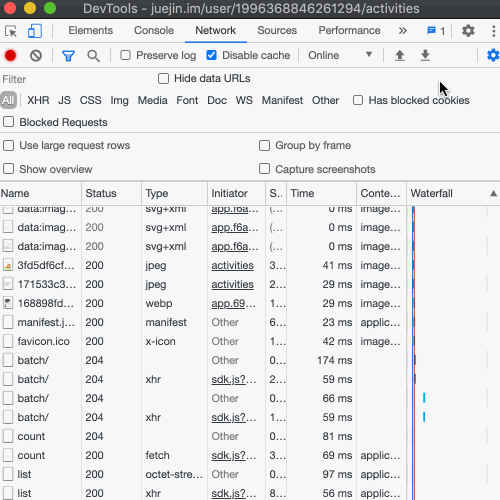 DevTools - juejin.im/user/1996368846261294/activities
Elements Console Network Sources Performance » 1
Preserve log Disable cache Online
Filter Hide data URLs
All XHR JS CSS Img Media Font Doc WS Manifest Other Has blocked cookies
Blocked Requests
Use large request rows Group by frame
Show overview Capture screenshots
Name Status Type Initiator S.. Time Conte... Waterfall
data:imag... 200 svg+xml app.f6a... (... 0 ms image...
data:imag... 200 svg+xml app.f6a... (... 0 ms image...
data:imag... 200 svg+xml app.f6a... (... 0 ms image...
3fd5df6cf... 200 jpeg activities 3... 41 ms image...
171533c3... 200 jpeg activities 2... 29 ms image...
168898fd... 200 webp app.69... 1... 29 ms image...
manifest.j... 200 manifest Other 6... 23 ms applic...
favicon.ico 200 x-icon Other 1... 42 ms image...
batch/ 204 Other 0... 174 ms
batch/ 204 xhr sdk.js?... 2... 59 ms
batch/ 204 Other 0... 66 ms
batch/ 204 xhr sdk.js?... 1... 59 ms
count 204 Other 0... 81 ms
count 200 fetch sdk.js?... 3... 69 ms applic...
list 200 octet-stre... Other 0... 97 ms applic...
list 200 xhr sdk.js?... 8... 56 ms applic...